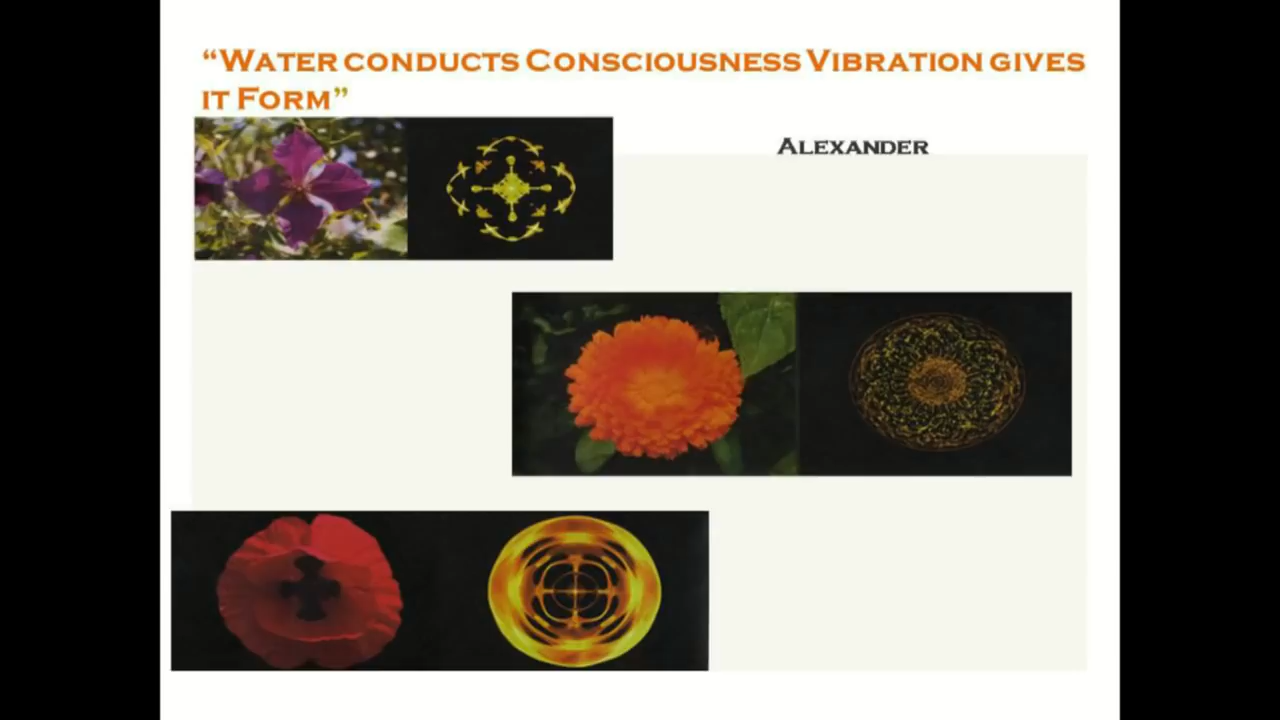 “Water conducts Consciousness Vibration gives
it Form”
Alexander